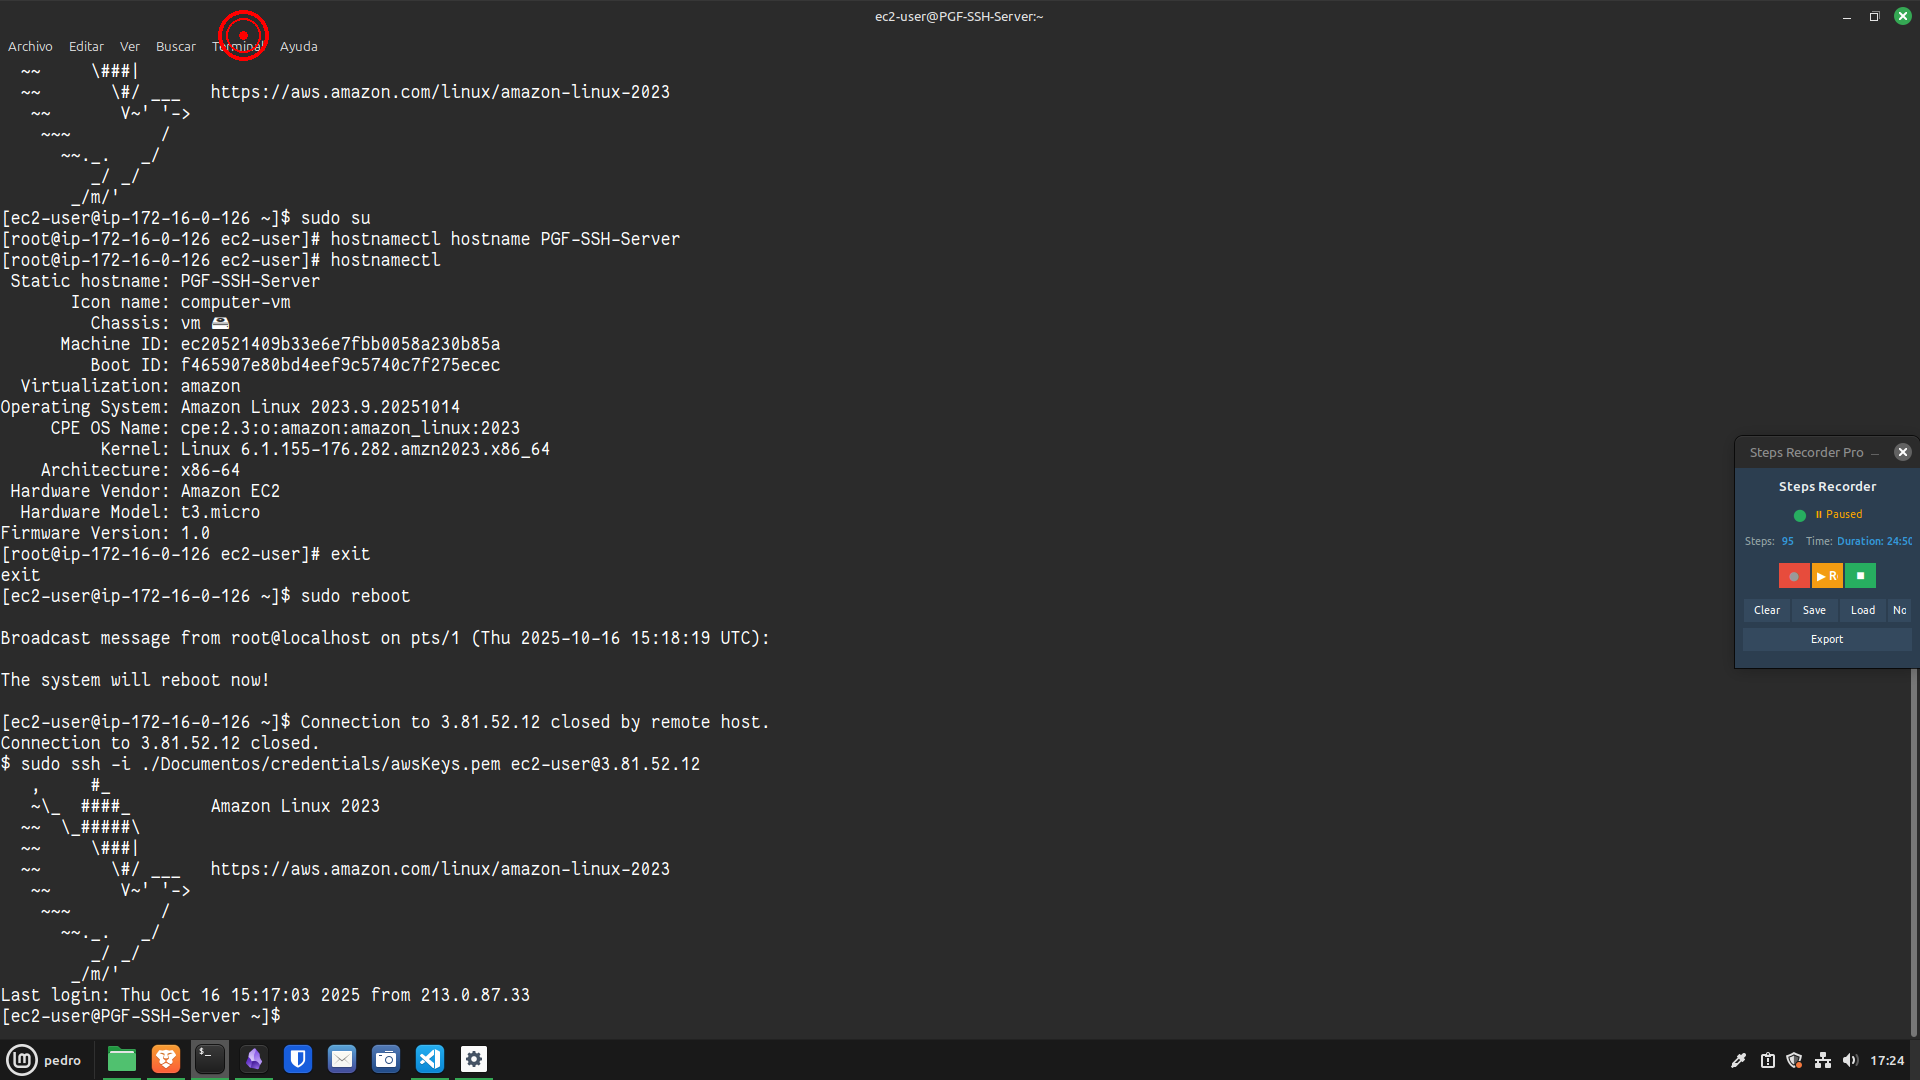 ec2-user@PGF-SSH-Server:~
Archivo Editar Ver Buscar Terminal Ayuda
   ~~     \###|
   ~~       \#/ ___   https://aws.amazon.com/linux/amazon-linux-2023
    ~~       V~' '->
     ~~~         /
       ~~._.   _/
          _/ _/
        _/m/'
[ec2-user@ip-172-16-0-126 ~]$ sudo su
[root@ip-172-16-0-126 ec2-user]# hostnamectl hostname PGF-SSH-Server
[root@ip-172-16-0-126 ec2-user]# hostnamectl
 Static hostname: PGF-SSH-Server
       Icon name: computer-vm
         Chassis: vm 🖴
      Machine ID: ec20521409b33e6e7fbb0058a230b85a
         Boot ID: f465907e80bd4eef9c5740c7f275ecec
  Virtualization: amazon
Operating System: Amazon Linux 2023.9.20251014
     CPE OS Name: cpe:2.3:o:amazon:amazon_linux:2023
          Kernel: Linux 6.1.155-176.282.amzn2023.x86_64
    Architecture: x86-64
 Hardware Vendor: Amazon EC2
  Hardware Model: t3.micro
Firmware Version: 1.0
[root@ip-172-16-0-126 ec2-user]# exit
exit
[ec2-user@ip-172-16-0-126 ~]$ sudo reboot
Broadcast message from root@localhost on pts/1 (Thu 2025-10-16 15:18:19 UTC):
The system will reboot now!
[ec2-user@ip-172-16-0-126 ~]$ Connection to 3.81.52.12 closed by remote host.
Connection to 3.81.52.12 closed.
$ sudo ssh -i ./Documentos/credentials/awsKeys.pem ec2-user@3.81.52.12
   ,     #_
   ~\_  ####_        Amazon Linux 2023
  ~~  \_#####\
  ~~     \###|
  ~~       \#/ ___   https://aws.amazon.com/linux/amazon-linux-2023
   ~~       V~' '->
    ~~~         /
      ~~._.   _/
         _/ _/
       _/m/'
Last login: Thu Oct 16 15:17:03 2025 from 213.0.87.33
[ec2-user@PGF-SSH-Server ~]$
Steps Recorder Pro
Steps Recorder
Paused
Steps: 95 Time: Duration: 24:50
R
Clear Save Load No
Export
pedro
17:24